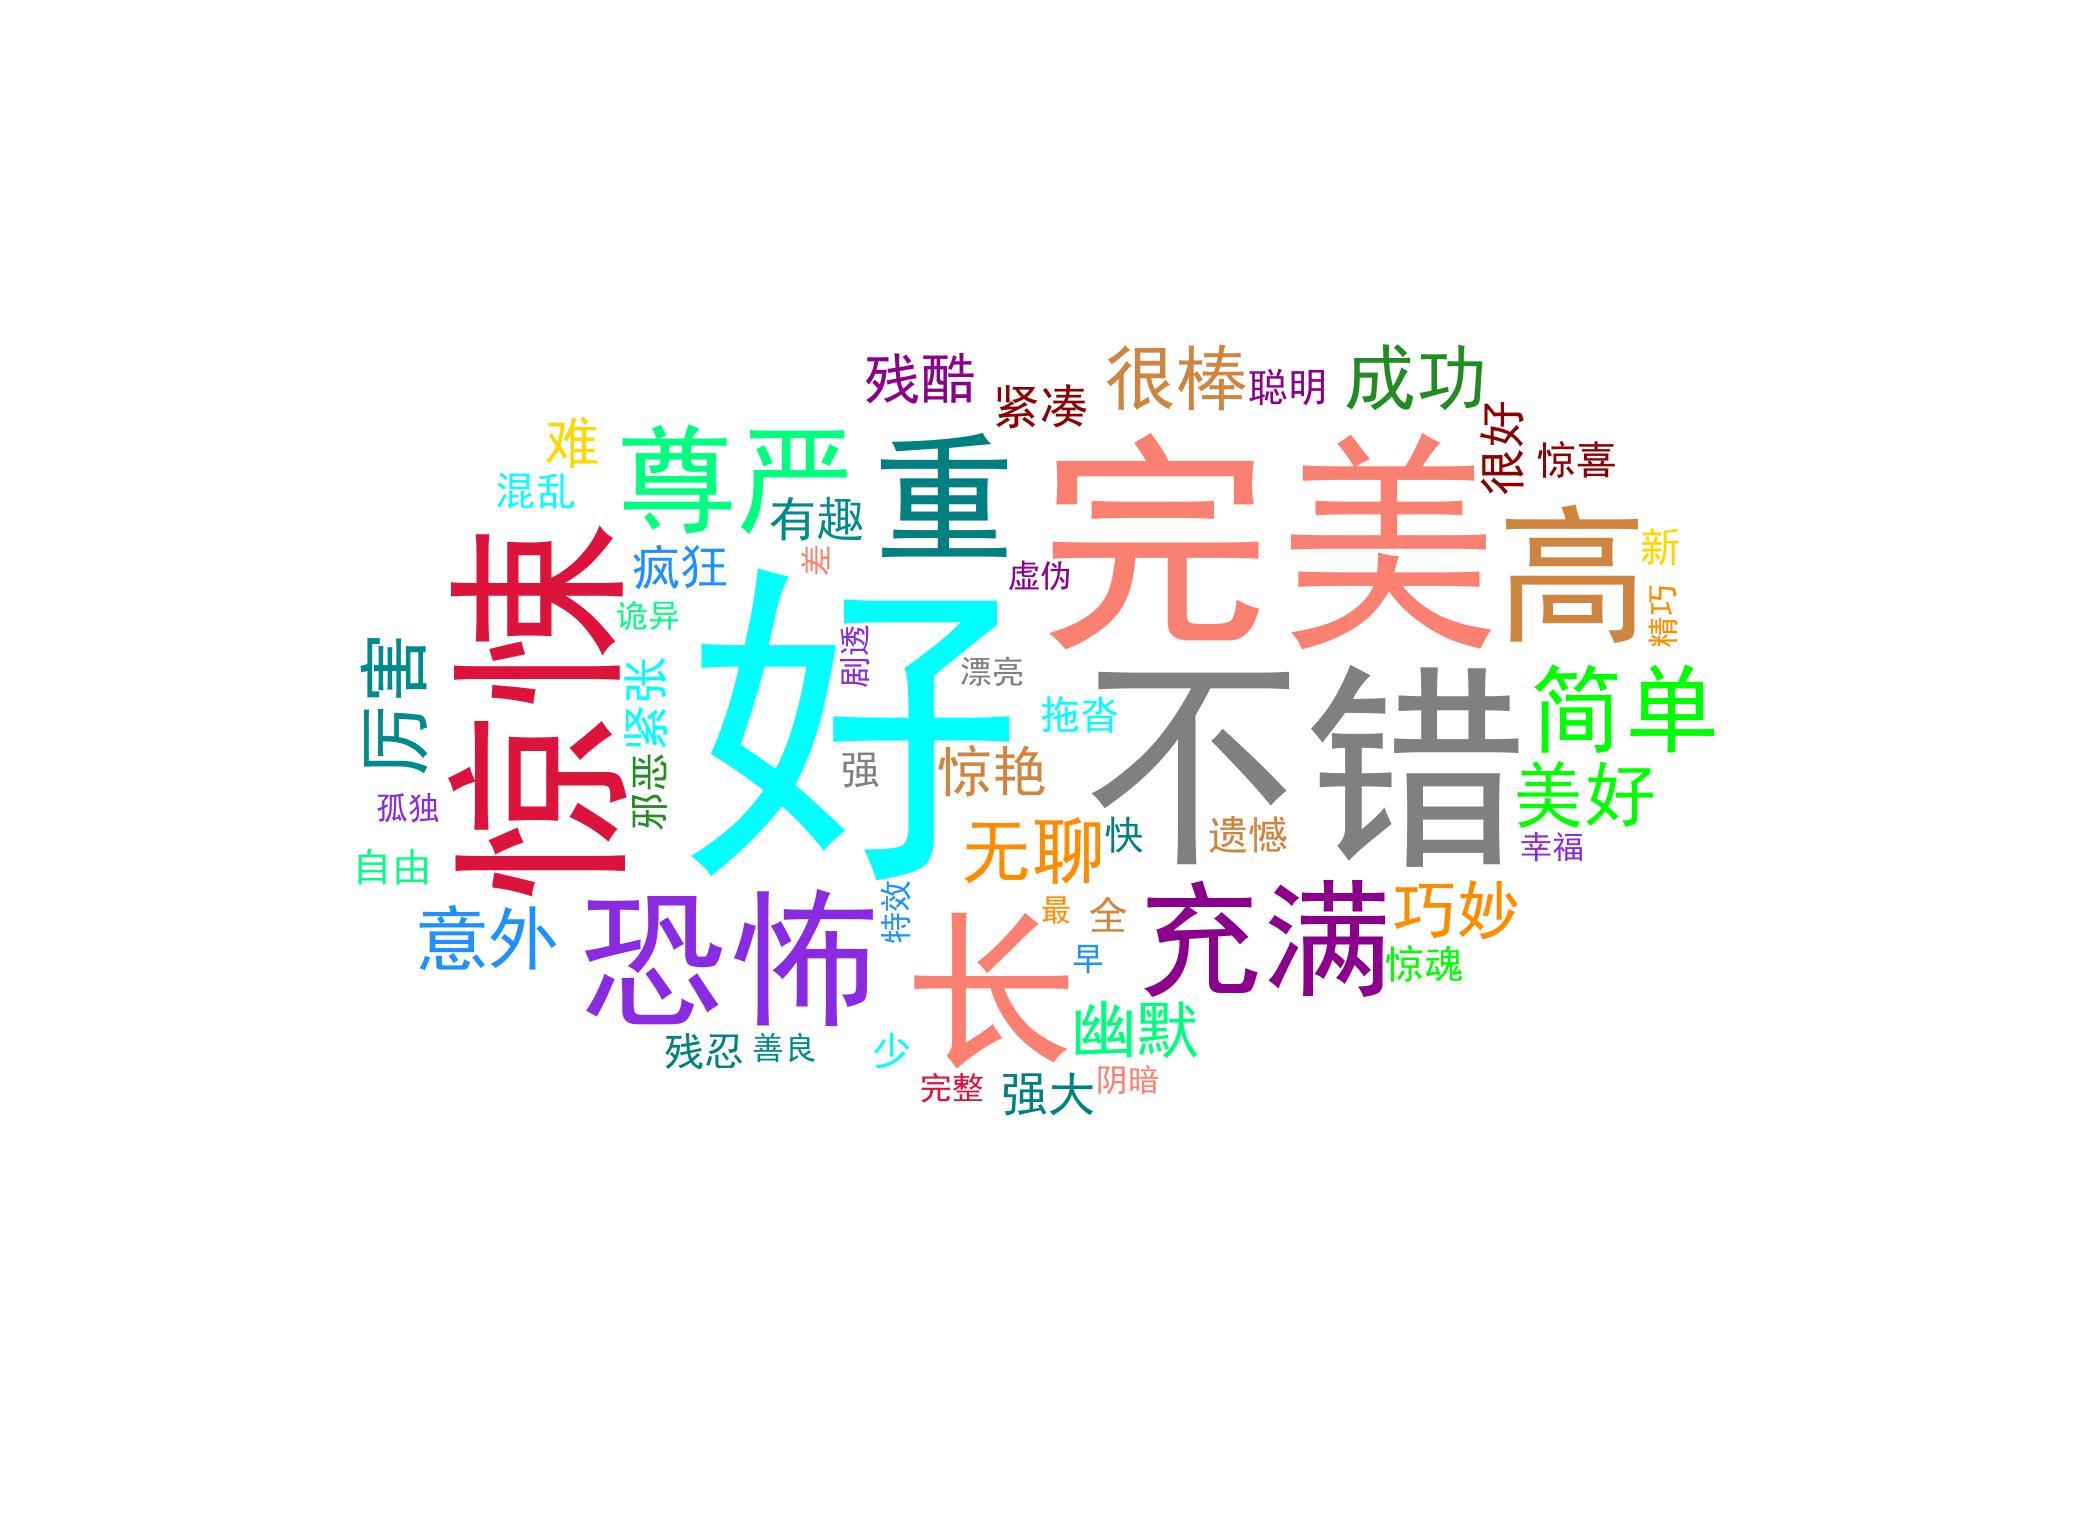 残酷
紧凑
很棒
聪明
成功
很好
惊喜
难
混乱
尊严
有趣
重
完美
高
新
精巧
疯狂
差
虚伪
惊悚
诡异
好
剧透
漂亮
厉害
紧张
拖沓
不错
简单
邪恶
强
惊艳
美好
孤独
无聊
快
遗憾
幸福
自由
意外
恐怖
特效
最
全
充满
巧妙
长
早
惊魂
残忍
善良
少
幽默
完整
强大
阴暗